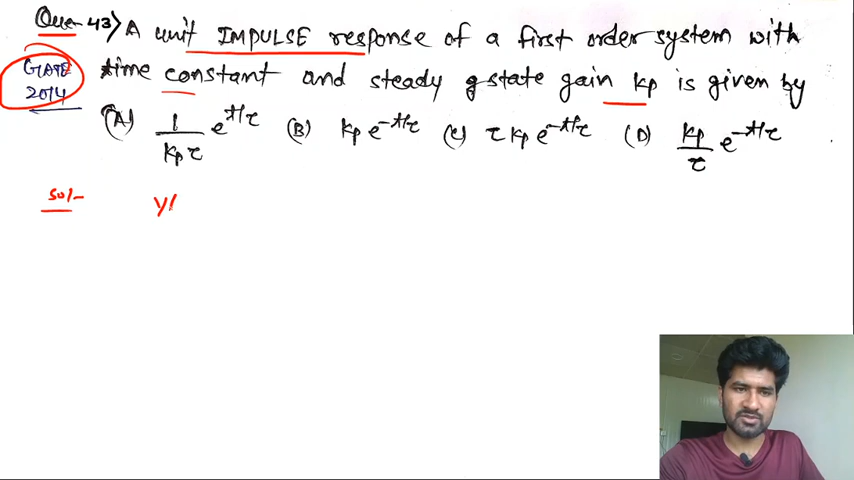 Que-43> A unit IMPULSE response of a first order system with
GATE time constant and steady state gain kp is given by
2014 (A) 1/(kp τ) e^t/τ (B) kp e^-t/τ (C) τ kp e^-t/τ (D) kp/τ e^-t/τ
Sol- y(